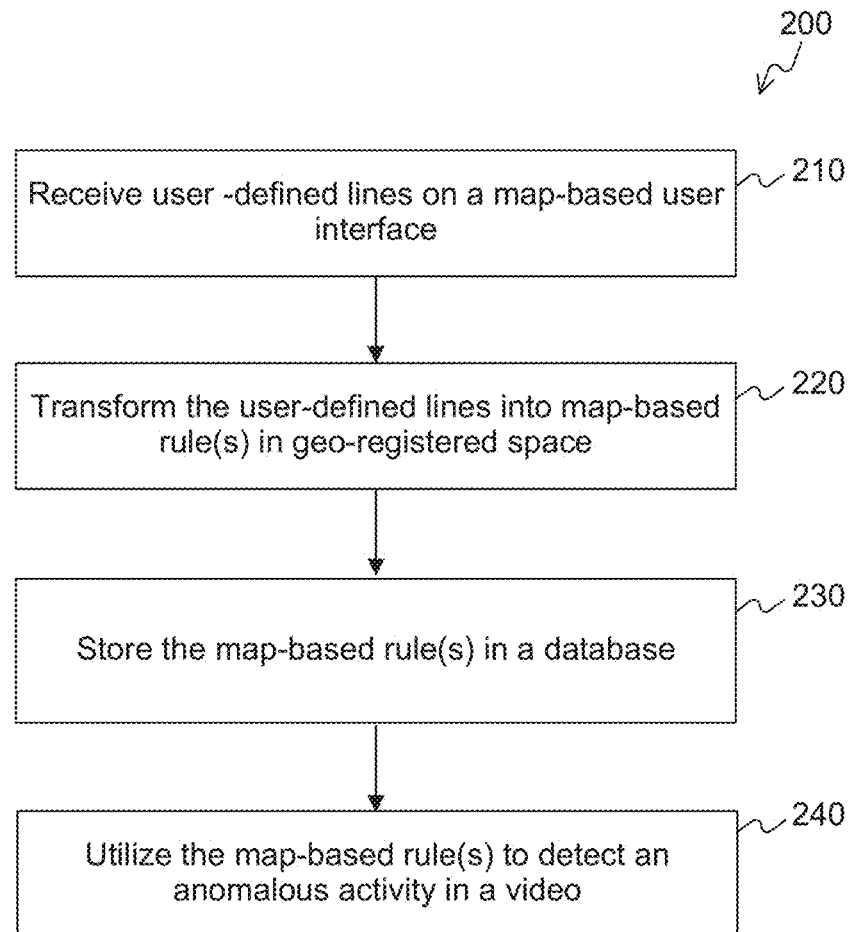 200
Receive user -defined lines on a map-based user
interface
210
Transform the user-defined lines into map-based
rule(s) in geo-registered space
220
Store the map-based rule(s) in a database
230
Utilize the map-based rule(s) to detect an
anomalous activity in a video
240